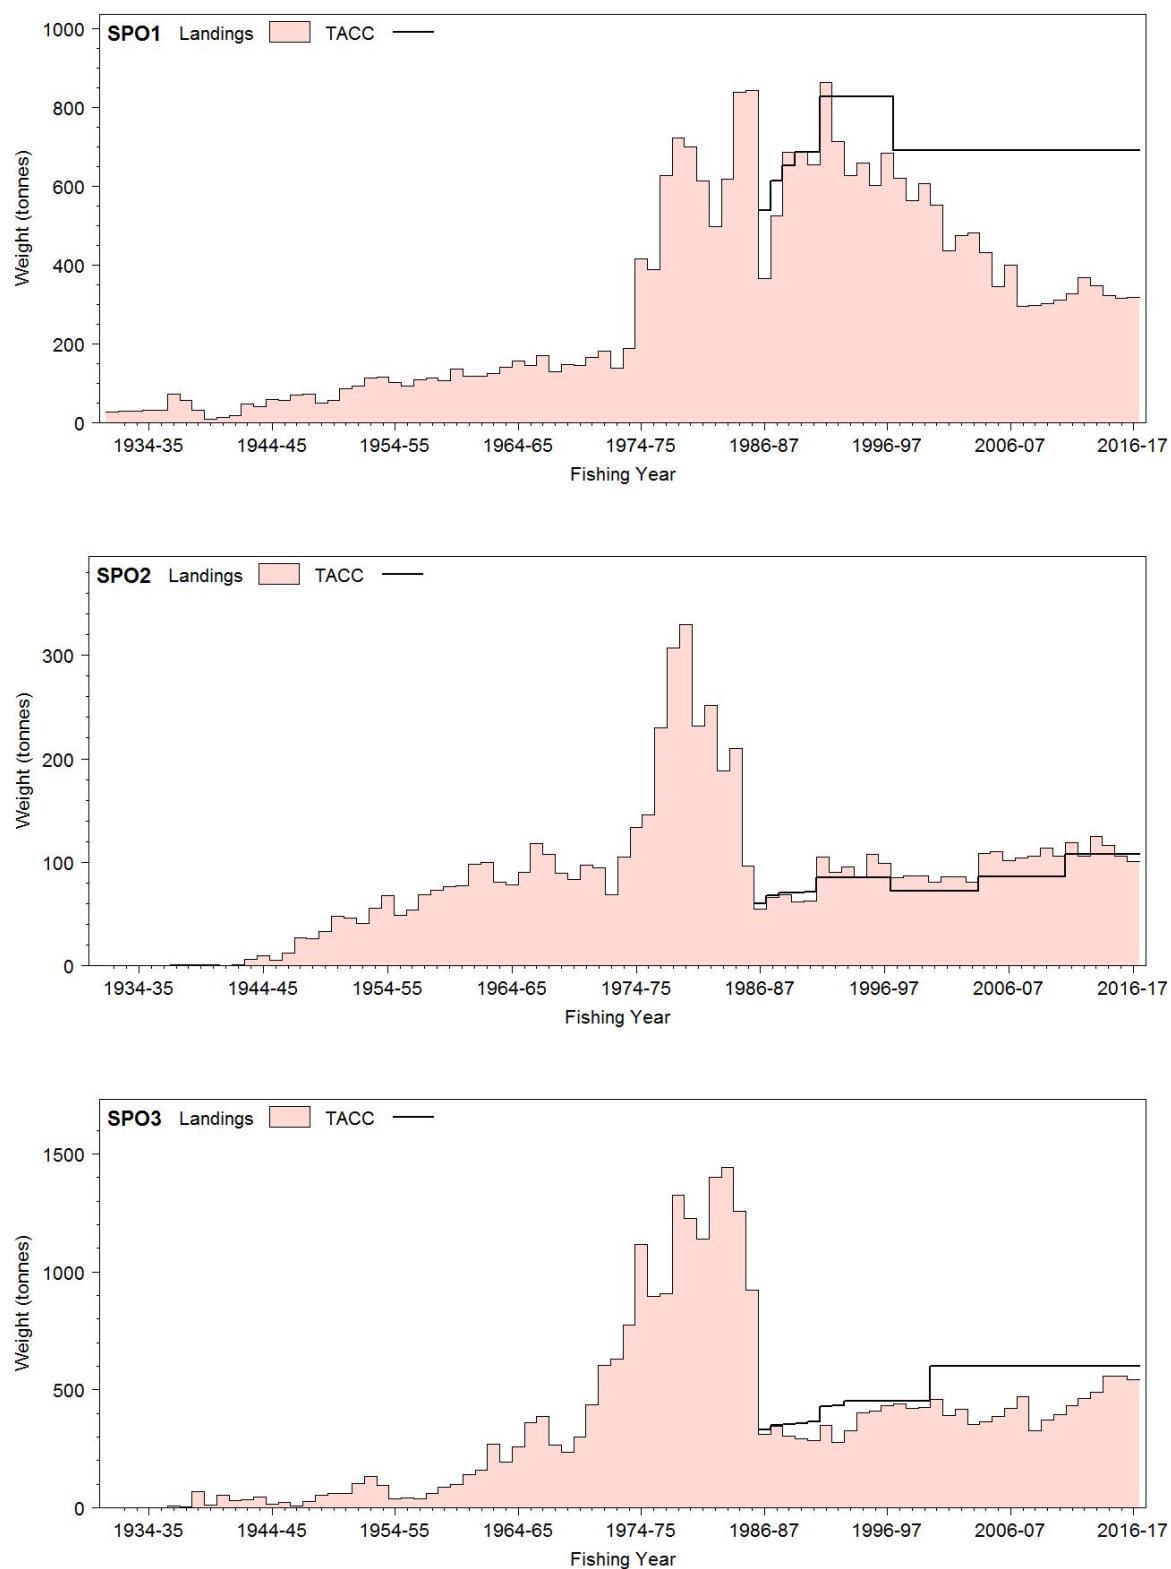 SPO1 Landings TACC
1000
800
600
400
200
0
Weight (tonnes)
1934-35 1944-45 1954-55 1964-65 1974-75 1986-87 1996-97 2006-07 2016-17
Fishing Year
SPO2 Landings TACC
300
200
100
0
Weight (tonnes)
1934-35 1944-45 1954-55 1964-65 1974-75 1986-87 1996-97 2006-07 2016-17
Fishing Year
SPO3 Landings TACC
1500
1000
500
0
Weight (tonnes)
1934-35 1944-45 1954-55 1964-65 1974-75 1986-87 1996-97 2006-07 2016-17
Fishing Year